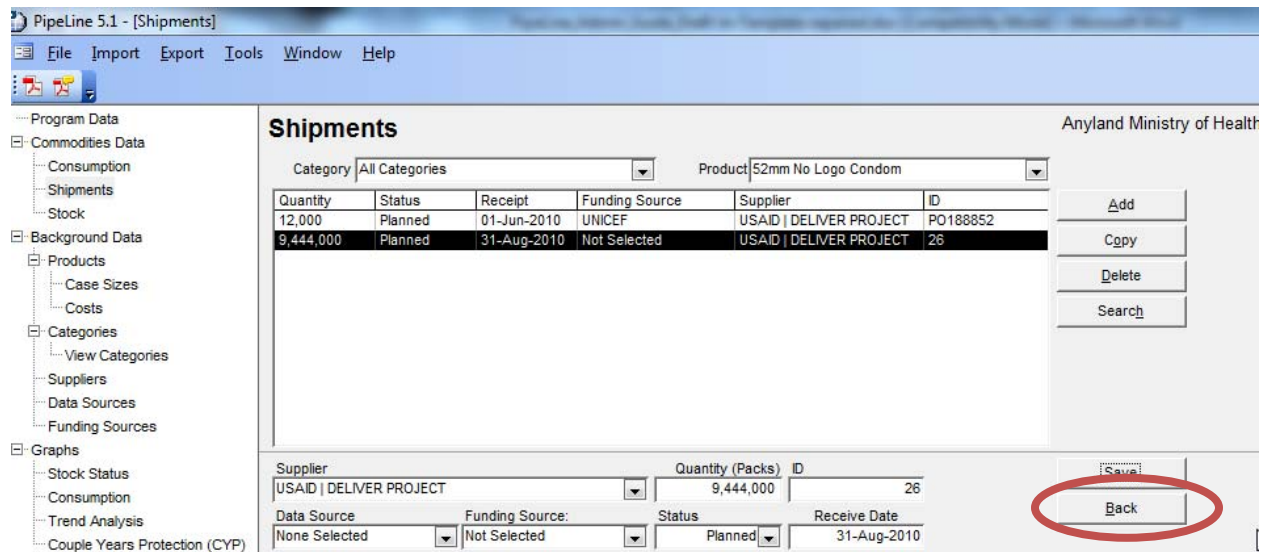 PipeLine 5.1 - [Shipments]
File Import Export Tools Window Help
Program Data
Commodities Data
Consumption
Shipments
Stock
Background Data
Products
Case Sizes
Costs
Categories
View Categories
Suppliers
Data Sources
Funding Sources
Graphs
Stock Status
Consumption
Trend Analysis
Couple Years Protection (CYP)
Shipments
Anyland Ministry of Health
Category All Categories Product 52mm No Logo Condom
Quantity Status Receipt Funding Source Supplier ID
12,000 Planned 01-Jun-2010 UNICEF USAID | DELIVER PROJECT PO188852
9,444,000 Planned 31-Aug-2010 Not Selected USAID | DELIVER PROJECT 26
Add
Copy
Delete
Search
Supplier Quantity (Packs) ID
USAID | DELIVER PROJECT 9,444,000 26
Data Source Funding Source: Status Receive Date
None Selected Not Selected Planned 31-Aug-2010
Save
Back